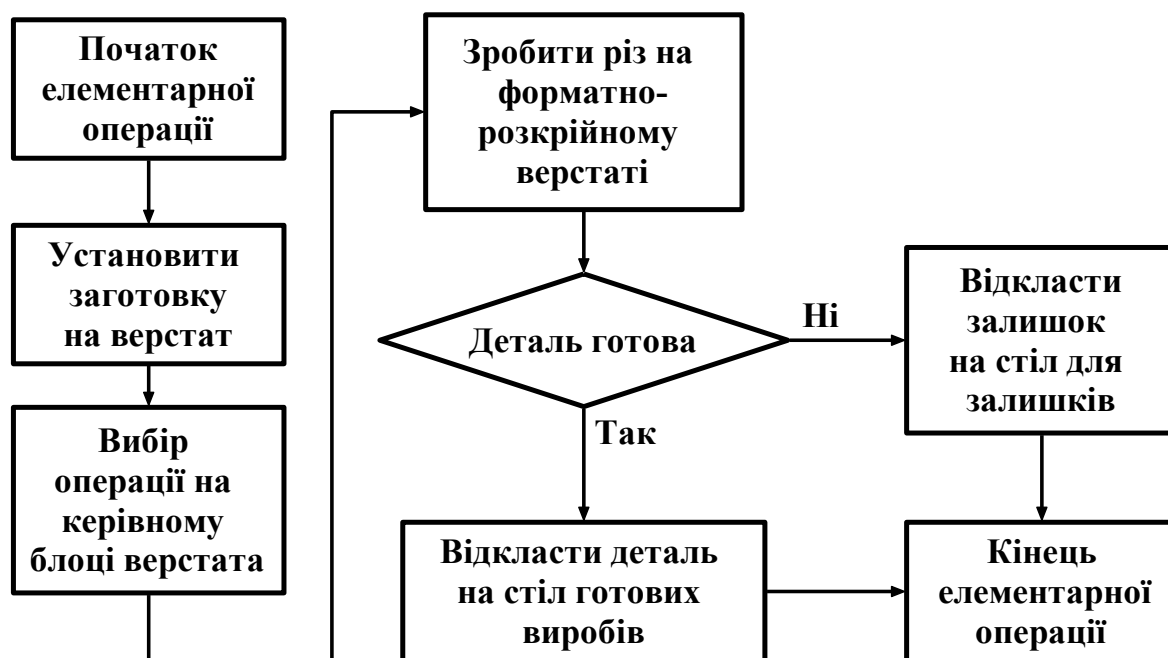 Початок
елементарної
операції
Установити
заготовку
на верстат
Вибір
операції на
керівному
блоці верстата
Зробити різ на
форматно-
розкрійному
верстаті
Деталь готова
Ні
Так
Відкласти
залишок
на стіл для
залишків
Відкласти деталь
на стіл готових
виробів
Кінець
елементарної
операції